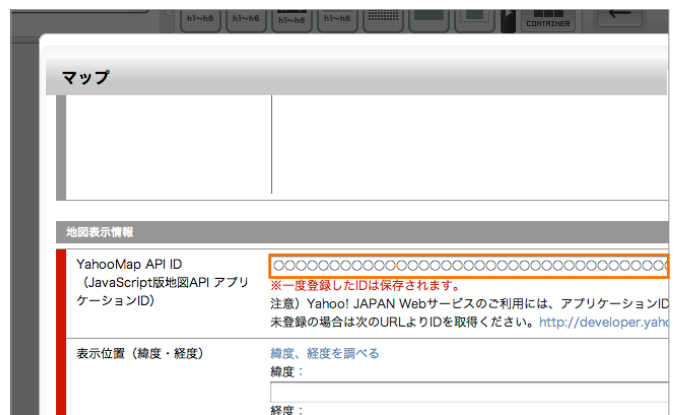 h1~h6 h1~h6 h1~h6 h1~h6 CONTAINER
マップ
地図表示情報
YahooMap API ID
（JavaScript版地図API アプリ
ケーションID）
○○○○○○○○○○○○○○○○○○○○○○○○○○○○○○○○○○○○
※一度登録したIDは保存されます。
注意）Yahoo! JAPAN Webサービスのご利用には、アプリケーションID
未登録の場合は次のURLよりIDを取得ください。http://developer.yaho
表示位置（緯度・経度）
緯度、経度を調べる
緯度：
経度：